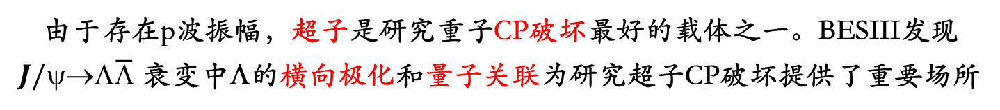 由于存在p波振幅，超子是研究重子CP破坏最好的载体之一。BESIII发现
J/ψ→ΛΛ̅ 衰变中Λ的横向极化和量子关联为研究超子CP破坏提供了重要场所